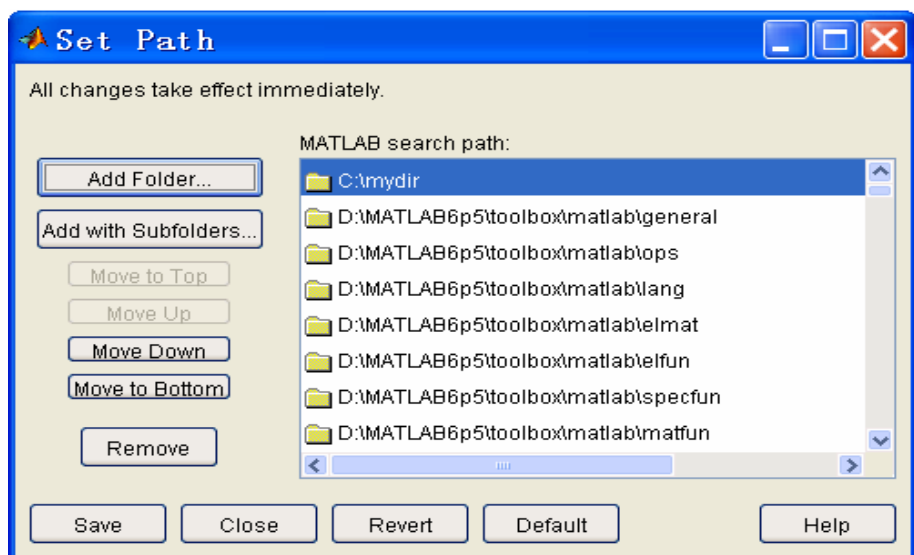 Set Path
All changes take effect immediately.
MATLAB search path:
Add Folder...
Add with Subfolders...
Move to Top
Move Up
Move Down
Move to Bottom
Remove
C:\mydir
D:\MATLAB6p5\toolbox\matlab\general
D:\MATLAB6p5\toolbox\matlab\ops
D:\MATLAB6p5\toolbox\matlab\lang
D:\MATLAB6p5\toolbox\matlab\elmat
D:\MATLAB6p5\toolbox\matlab\elfun
D:\MATLAB6p5\toolbox\matlab\specfun
D:\MATLAB6p5\toolbox\matlab\matfun
Save
Close
Revert
Default
Help